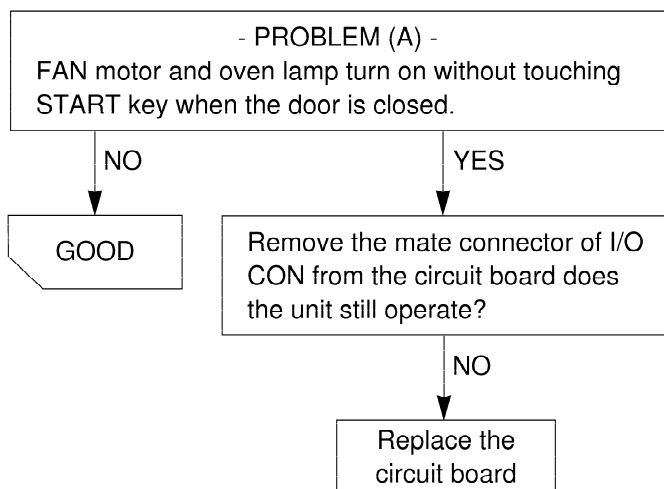 - PROBLEM (A) -
FAN motor and oven lamp turn on without touching
START key when the door is closed.
NO
YES
GOOD
Remove the mate connector of I/O
CON from the circuit board does
the unit still operate?
NO
Replace the
circuit board